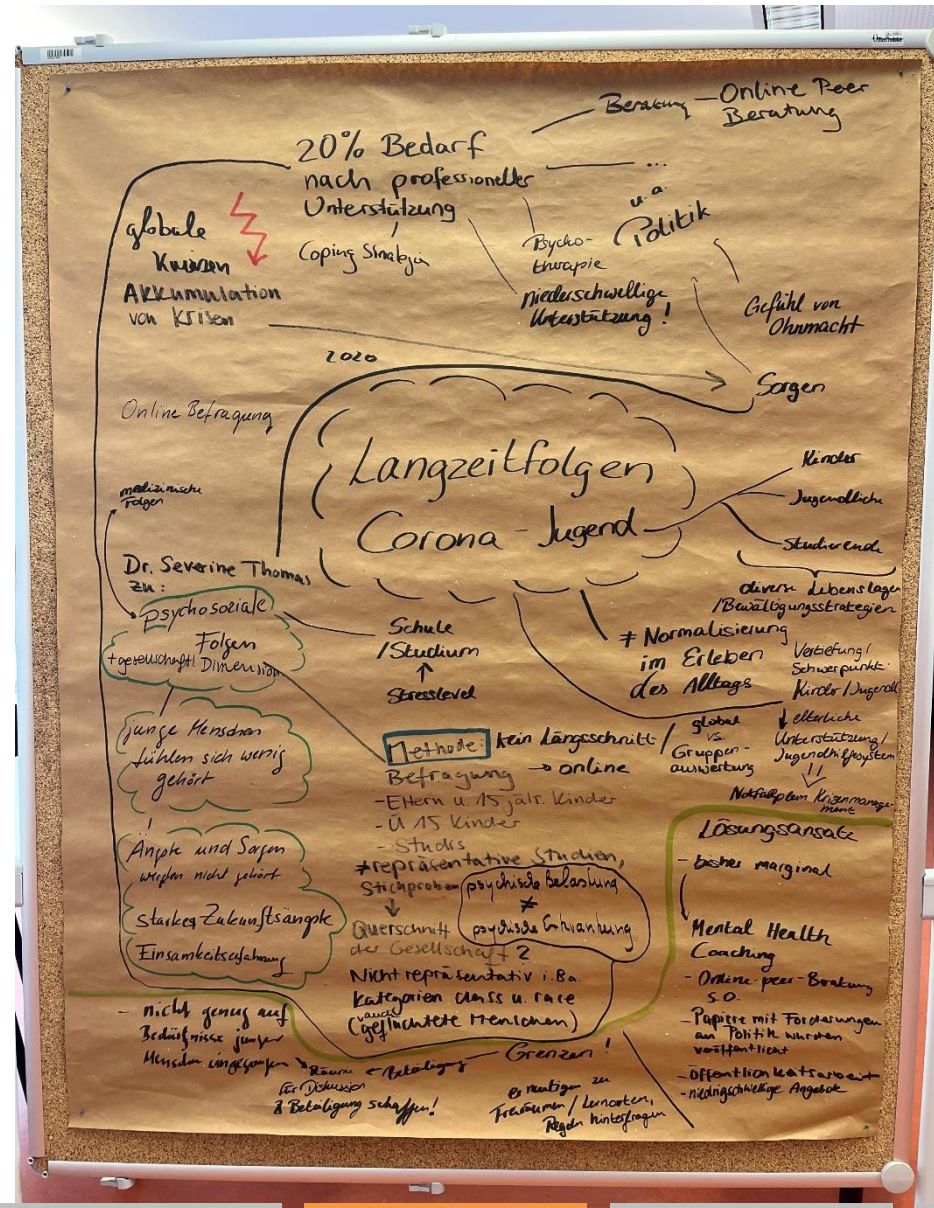 Beratung – Online Peer
Beratung
20% Bedarf
nach professioneller
Unterstützung
...
u. a.
Politik
globale
Krisen
Akkumulation
von Krisen
Coping
Psycho-
therapie
niederschwellige
Unterstützung!
Gefühl von
Ohnmacht
2020
Sorgen
Online Befragung
Langzeitfolgen
Corona - Jugend
Kinder
Jugendliche
Studierende
medizinische
Folgen
Dr. Severine Thomas
zu:
psychosoziale
Folgen
+ gesellschaftl. Dimension
Schule
/Studium
↑
Stresslevel
diverse Lebenslagen
/Bewältigungsstrategien
≠ Normalisierung
im Erleben
des Alltags
Vertiefung/
Schwerpunkt:
Kinder/Jugendl.
↓ elterliche
Unterstützung/
Jugendhilfesystem
Notfallplan Krisenmanage-
ment
junge Menschen
fühlen sich wenig
gehört
Methode: kein Längsschnitt/
→ online
global
vs.
Gruppen-
auswertung
Befragung
- Eltern u. 15 jähr. Kinder
- Ü 15 Kinder
- Studis
≠ repräsentative Studien,
Stichproben
psychische Belastung
≠
psychische Erkrankung
↓
Querschnitt
der Gesellschaft?
Nicht repräsentativ i.Ba.
Kategorien class u. race
(auch
geflüchtete Menschen)
Ängste und Sorgen
werden nicht gehört
starke Zukunftsängste
Einsamkeitserfahrung
Lösungsansatz
- bisher marginal
Mental Health
Coaching
- Online-peer-Beratung
s.o.
- Papiere mit Forderungen
an Politik wurden
veröffentlicht
- Öffentlichkeitsarbeit
- niedrigschwellige Angebote
- nicht genug auf
Bedürfnisse junger
Menschen eingegangen
Räume ← Beteiligung — Grenzen!
für Diskussion
& Beteiligung schaffen!
ermutigen zu
Freiräumen / Lernorten,
Regeln hinterfragen